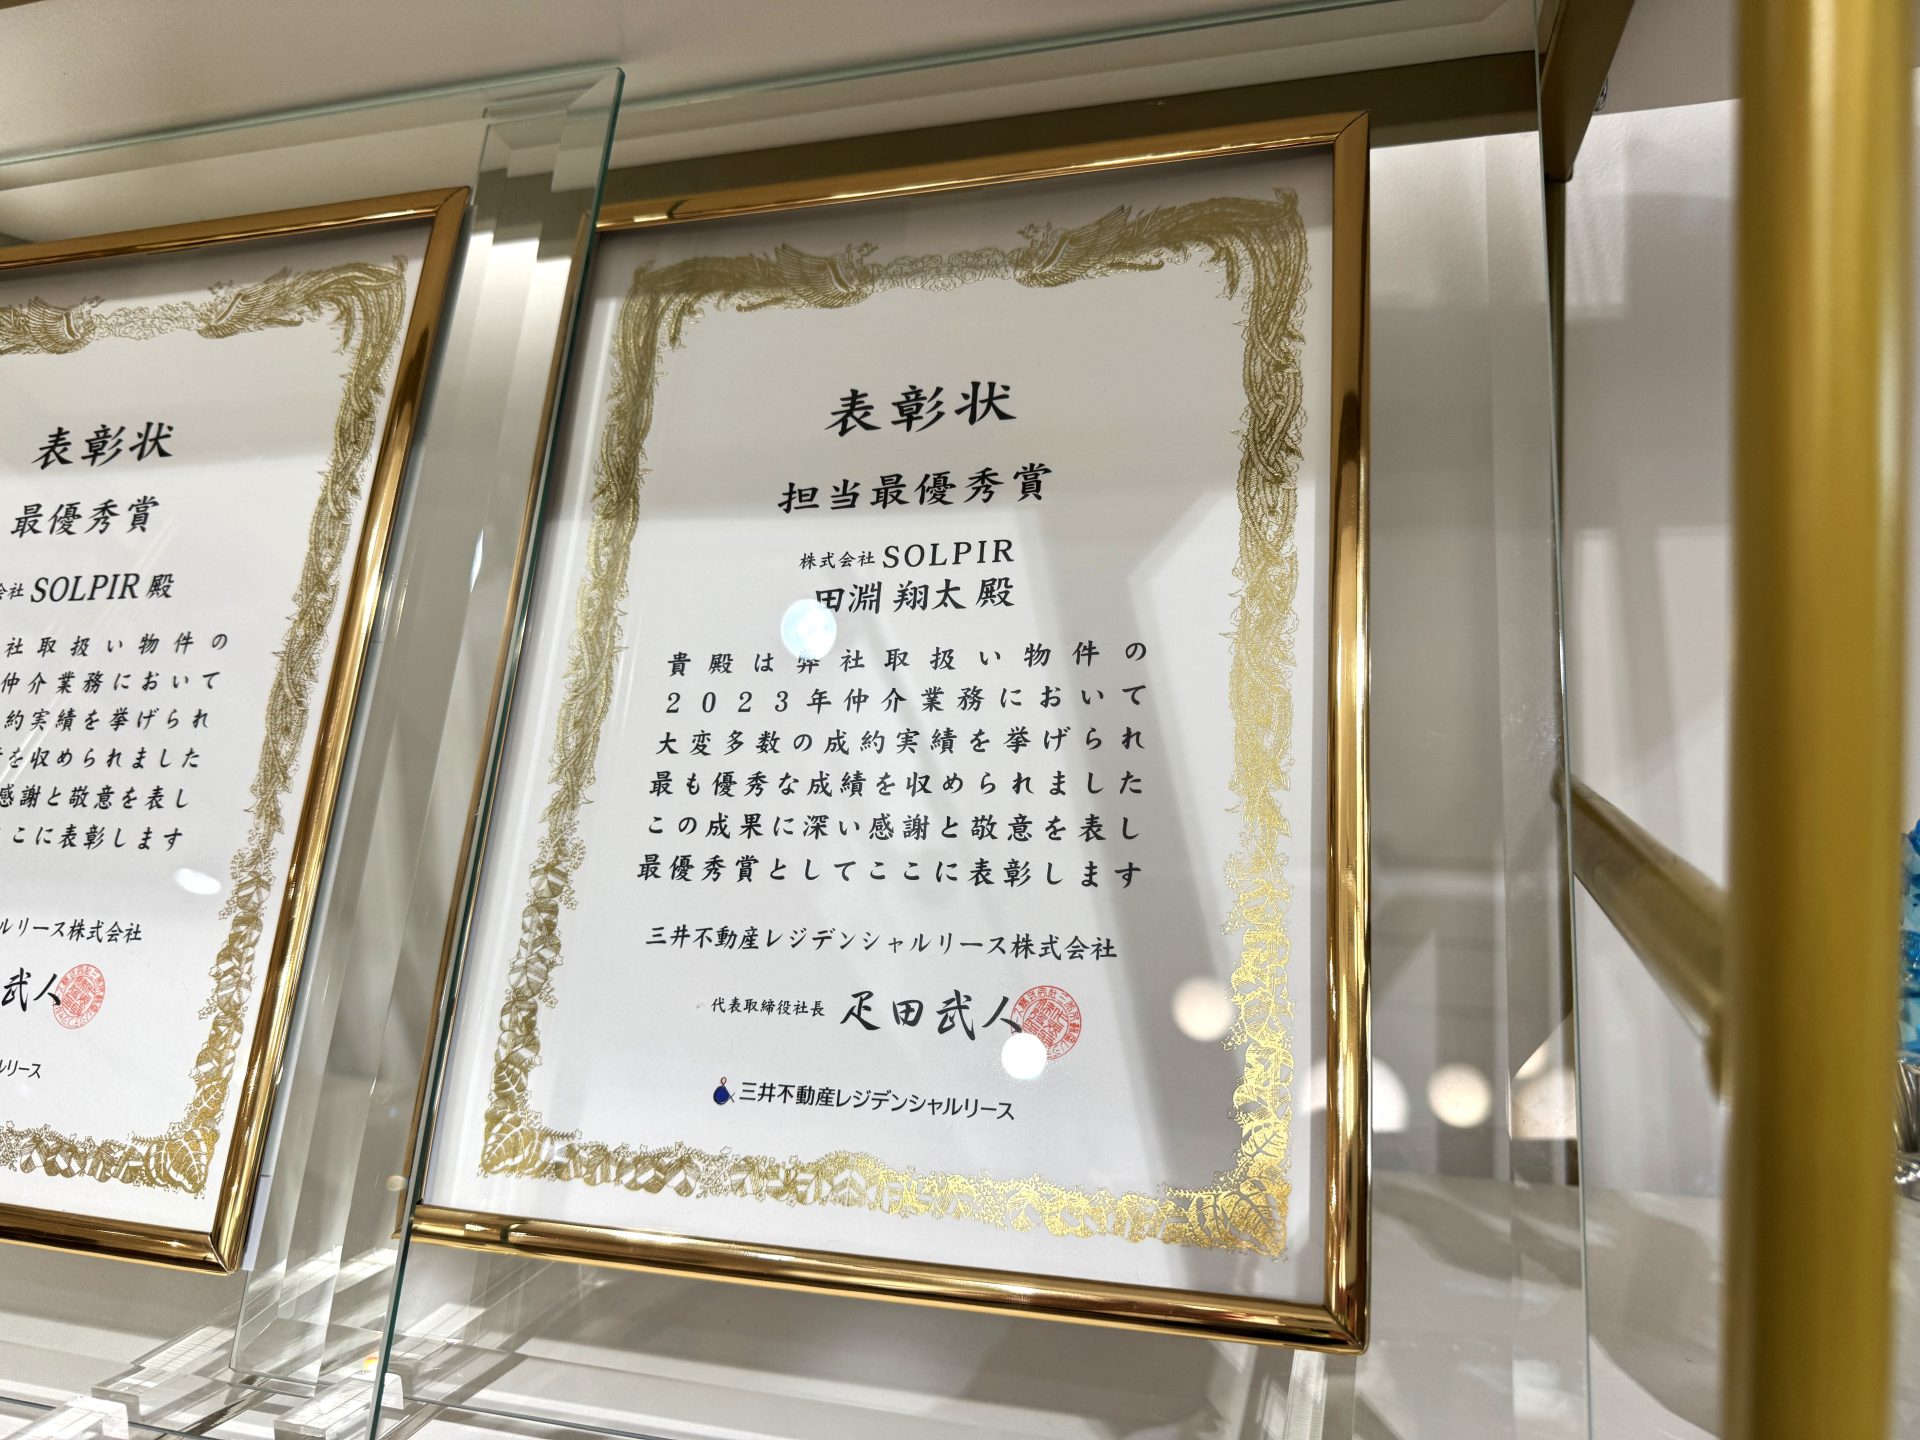 表彰状
最優秀賞
会社 SOLPIR 殿
社取扱い物件の
仲介業務において
約実績を挙げられ
を収められました
感謝と敬意を表し
ここに表彰します
ルリース株式会社
武人
ルリース
表彰状
担当最優秀賞
株式会社 SOLPIR
田淵 翔太 殿
貴殿は弊社取扱い物件の
2023年仲介業務において
大変多数の成約実績を挙げられ
最も優秀な成績を収められました
この成果に深い感謝と敬意を表し
最優秀賞としてここに表彰します
三井不動産レジデンシャルリース株式会社
代表取締役社長 疋田武人
三井不動産レジデンシャルリース